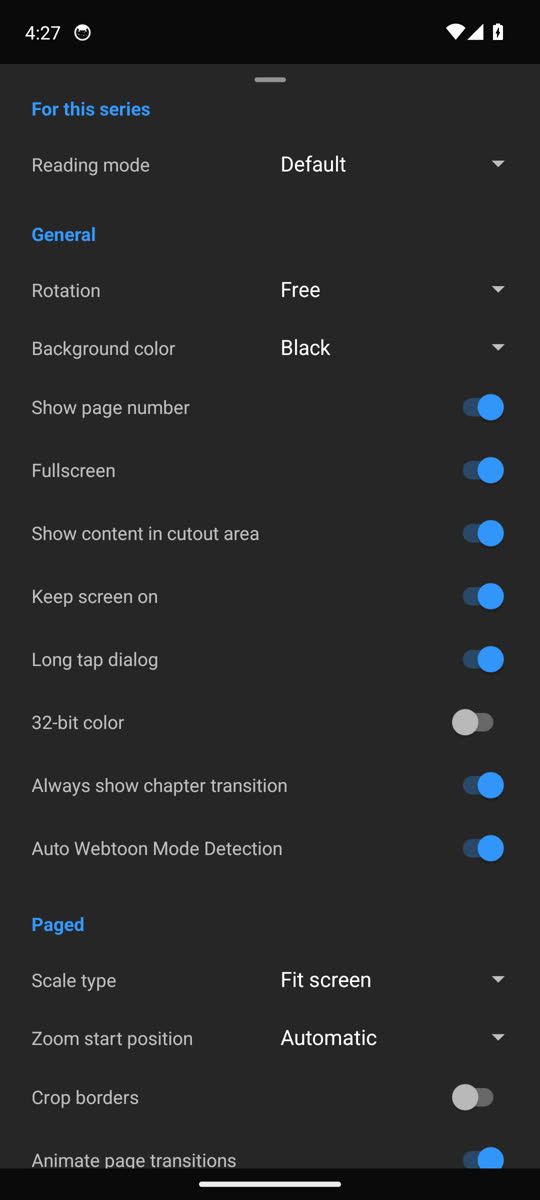 4:27
For this series
Reading mode Default
General
Rotation Free
Background color Black
Show page number
Fullscreen
Show content in cutout area
Keep screen on
Long tap dialog
32-bit color
Always show chapter transition
Auto Webtoon Mode Detection
Paged
Scale type Fit screen
Zoom start position Automatic
Crop borders
Animate page transitions